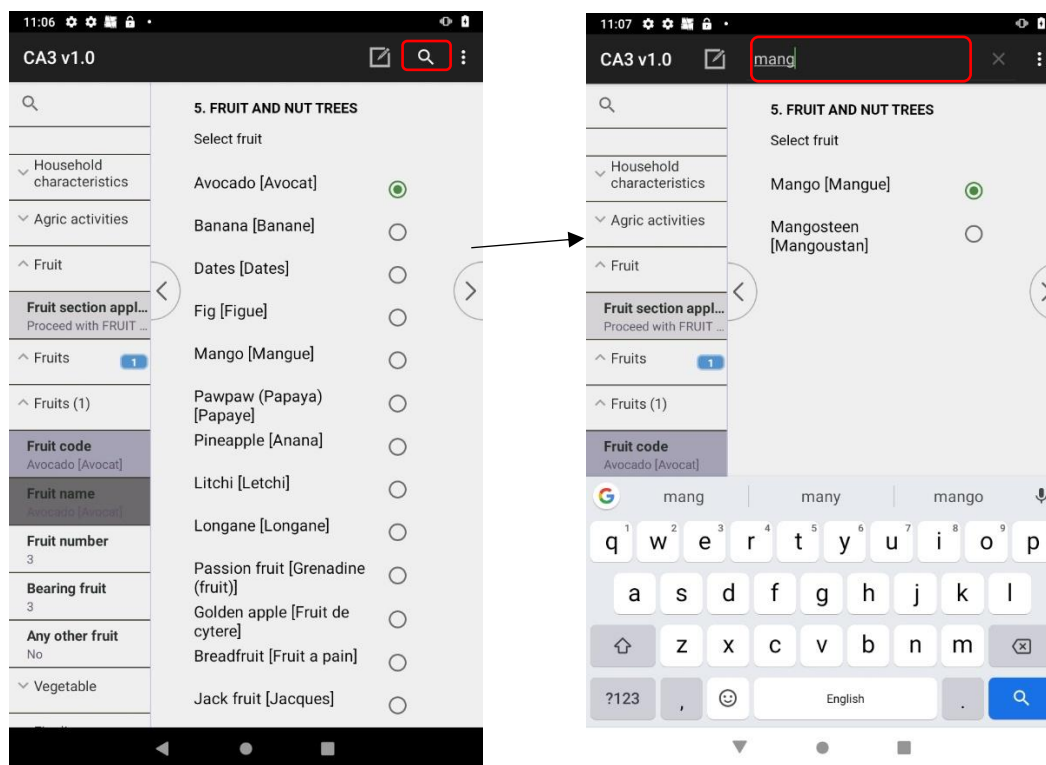 11:06
CA3 v1.0
5. FRUIT AND NUT TREES
Select fruit
Household
characteristics
Agric activities
Fruit
Fruit section appl...
Proceed with FRUIT ...
Fruits 1
Fruits (1)
Fruit code
Avocado [Avocat]
Fruit name
Avocado [Avocat]
Fruit number
3
Bearing fruit
3
Any other fruit
No
Vegetable
Avocado [Avocat]
Banana [Banane]
Dates [Dates]
Fig [Figue]
Mango [Mangue]
Pawpaw (Papaya)
[Papaye]
Pineapple [Anana]
Litchi [Letchi]
Longane [Longane]
Passion fruit [Grenadine
(fruit)]
Golden apple [Fruit de
cytere]
Breadfruit [Fruit a pain]
Jack fruit [Jacques]
11:07
CA3 v1.0
mang
5. FRUIT AND NUT TREES
Select fruit
Household
characteristics
Agric activities
Fruit
Fruit section appl...
Proceed with FRUIT ...
Fruits 1
Fruits (1)
Fruit code
Avocado [Avocat]
Mango [Mangue]
Mangosteen
[Mangoustan]
G mang many mango
q 1 w 2 e 3 r 4 t 5 y 6 u 7 i 8 o 9 p
a s d f g h j k l
z x c v b n m
?123 , English .